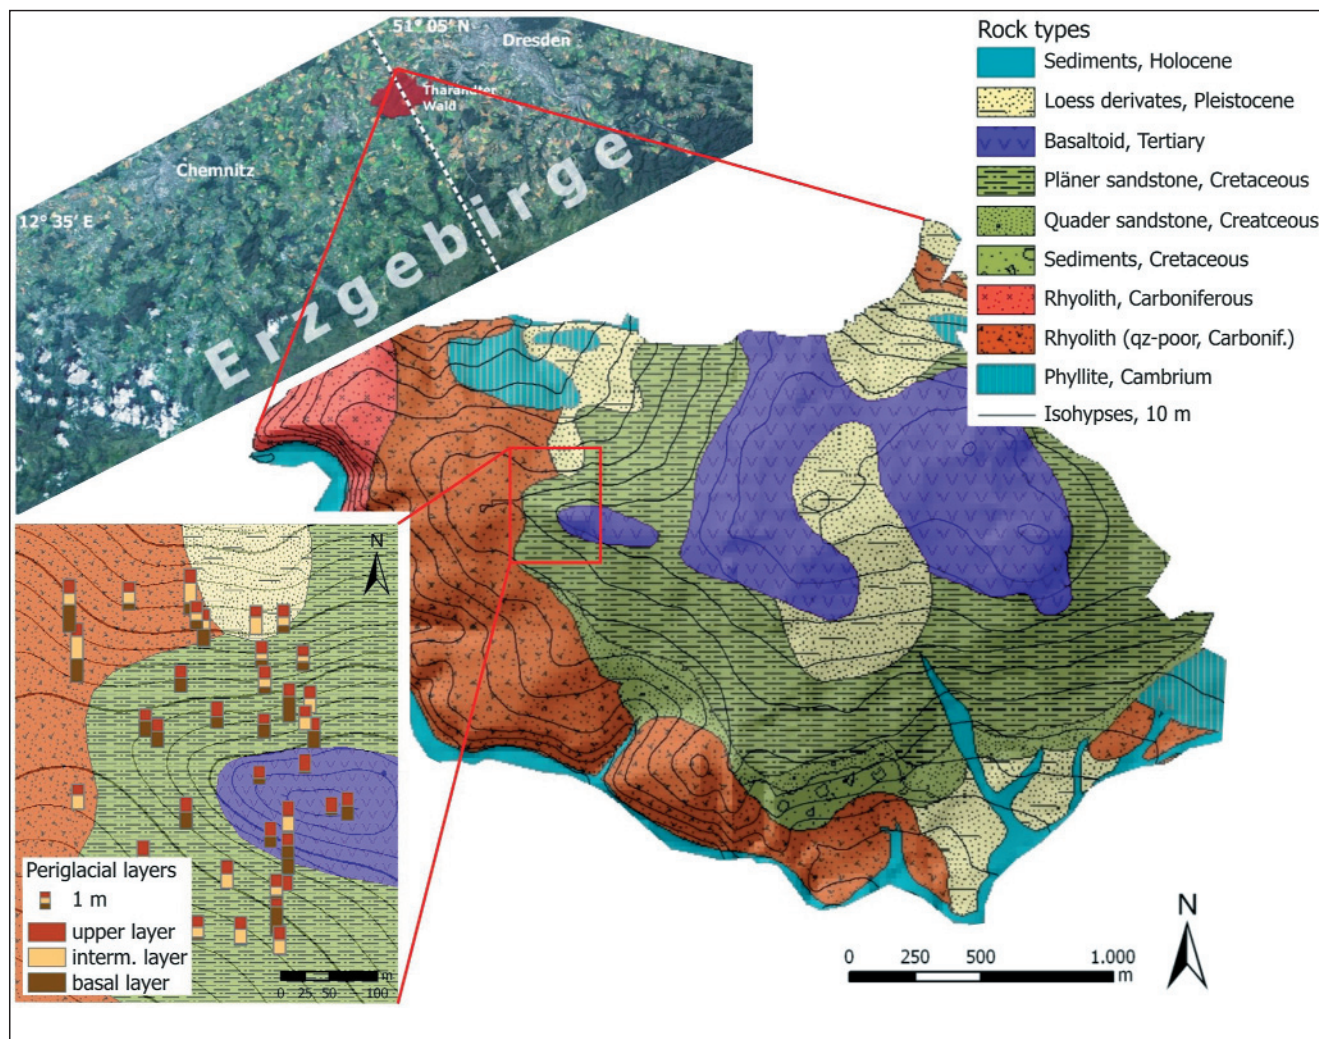 51° 05' N
Dresden
Tharandter
Wald
Chemnitz
12° 35' E
Erzgebirge
Rock types
Sediments, Holocene
Loess derivates, Pleistocene
Basaltoid, Tertiary
Pläner sandstone, Cretaceous
Quader sandstone, Creatceous
Sediments, Cretaceous
Rhyolith, Carboniferous
Rhyolith (qz-poor, Carbonif.)
Phyllite, Cambrium
Isohypses, 10 m
N
Periglacial layers
1 m
upper layer
interm. layer
basal layer
m
0 25 50 100
0 250 500 1.000
m
N